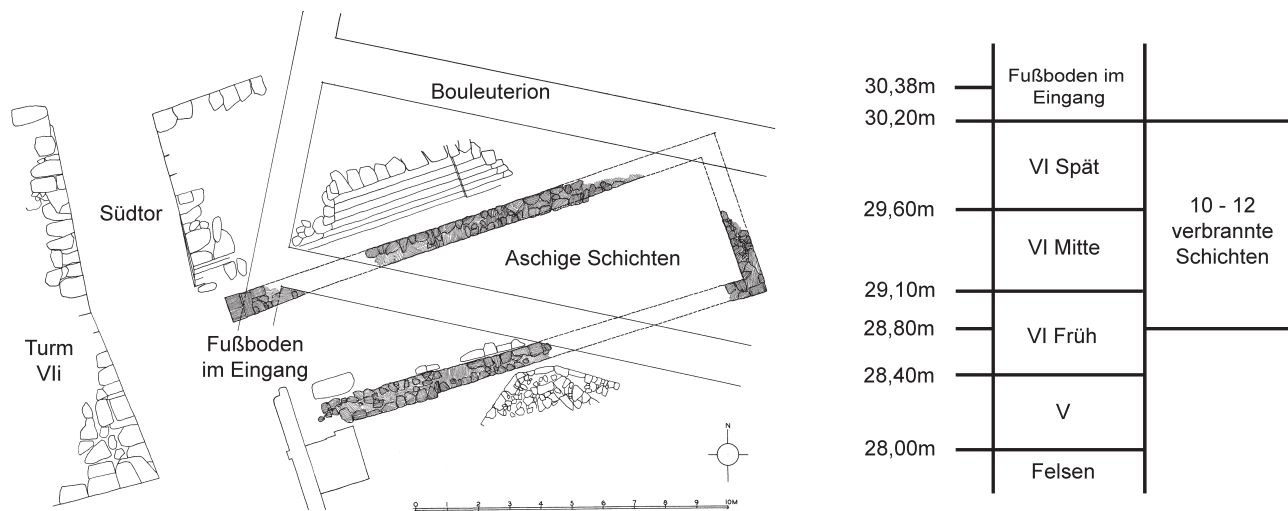 Bouleuterion
Südtor
Aschige Schichten
Turm
VIi
Fußboden
im Eingang
N
0 1 2 3 4 5 6 7 8 9 10M
30,38m
30,20m
29,60m
29,10m
28,80m
28,40m
28,00m
Fußboden im
Eingang
VI Spät
VI Mitte
VI Früh
V
Felsen
10 - 12
verbrannte
Schichten